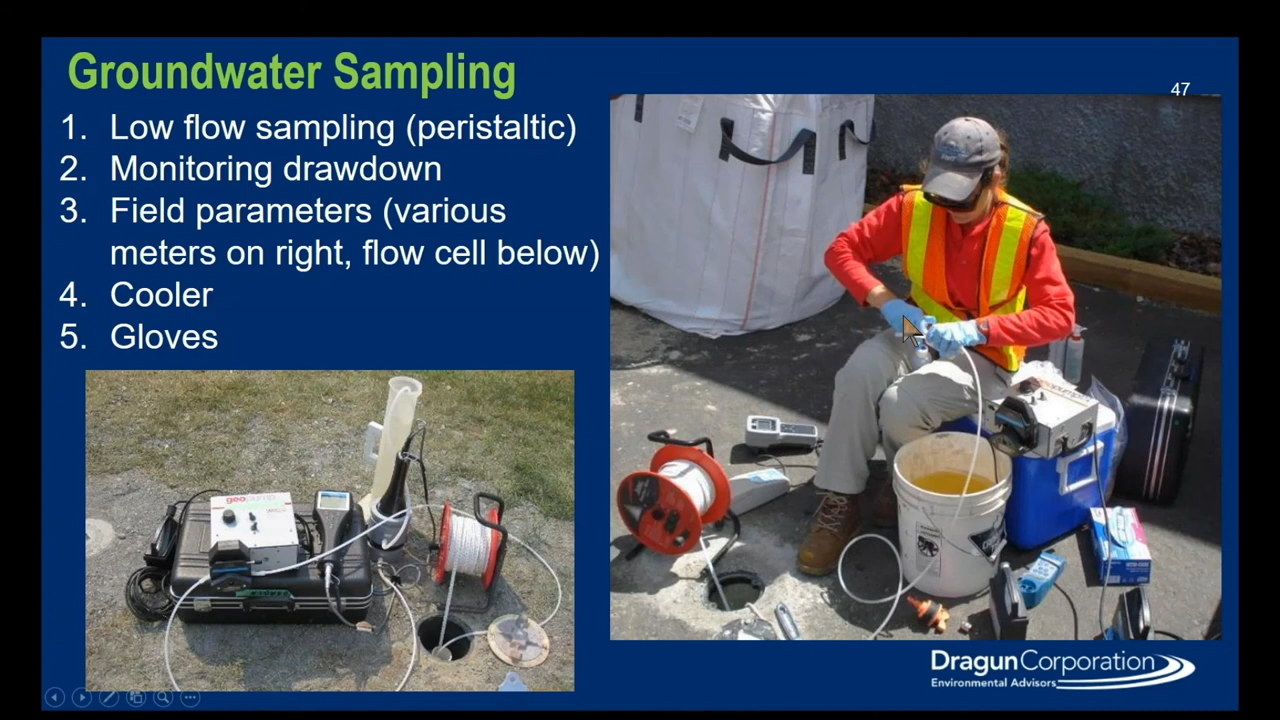 Groundwater Sampling
47
1. Low flow sampling (peristaltic)
2. Monitoring drawdown
3. Field parameters (various
meters on right, flow cell below)
4. Cooler
5. Gloves
geopump
DragunCorporation
Environmental Advisors